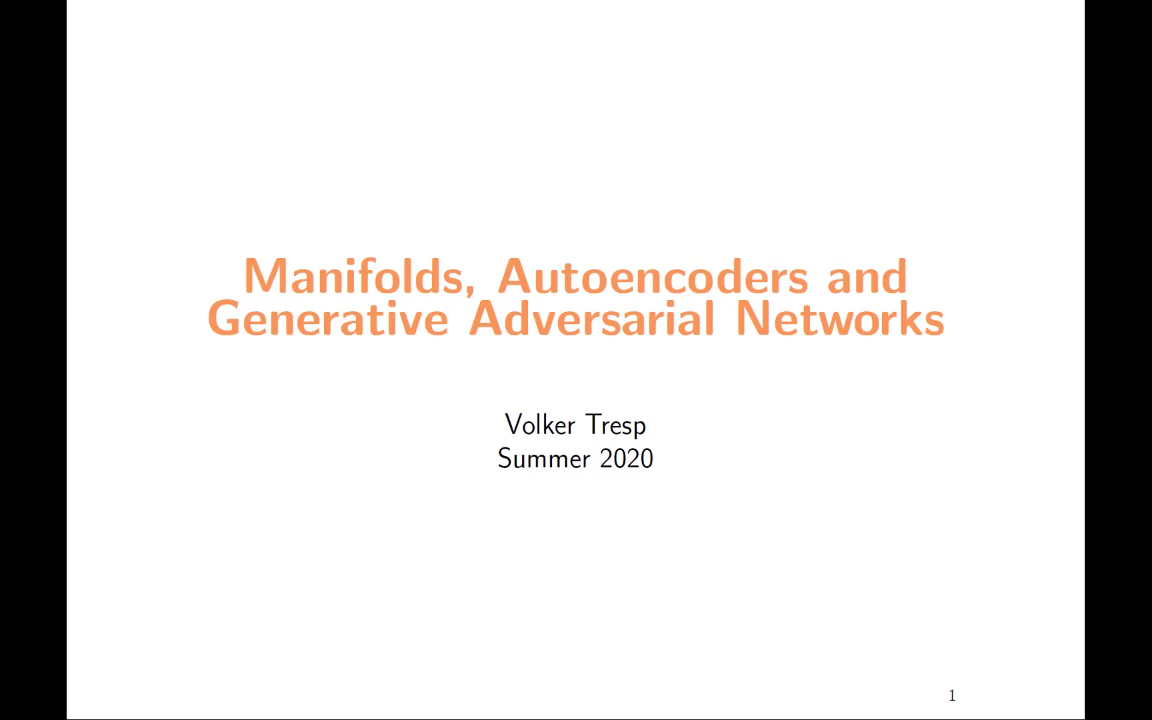 Manifolds, Autoencoders and
Generative Adversarial Networks
Volker Tresp
Summer 2020
1